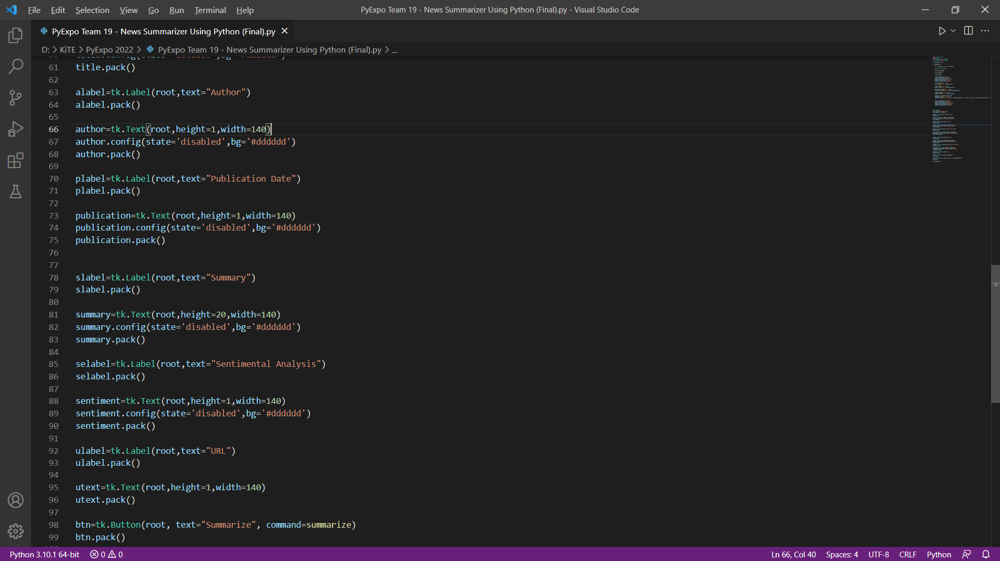 File Edit Selection View Go Run Terminal Help PyExpo Team 19 - News Summarizer Using Python (Final).py - Visual Studio Code
PyExpo Team 19 - News Summarizer Using Python (Final).py
D: > KiTE > PyExpo 2022 > PyExpo Team 19 - News Summarizer Using Python (Final).py > ...
61 title.pack()
62
63 alabel=tk.Label(root,text="Author")
64 alabel.pack()
65
66 author=tk.Text(root,height=1,width=140)
67 author.config(state='disabled',bg='#dddddd')
68 author.pack()
69
70 plabel=tk.Label(root,text="Publication Date")
71 plabel.pack()
72
73 publication=tk.Text(root,height=1,width=140)
74 publication.config(state='disabled',bg='#dddddd')
75 publication.pack()
76
77
78 slabel=tk.Label(root,text="Summary")
79 slabel.pack()
80
81 summary=tk.Text(root,height=20,width=140)
82 summary.config(state='disabled',bg='#dddddd')
83 summary.pack()
84
85 selabel=tk.Label(root,text="Sentimental Analysis")
86 selabel.pack()
87
88 sentiment=tk.Text(root,height=1,width=140)
89 sentiment.config(state='disabled',bg='#dddddd')
90 sentiment.pack()
91
92 ulabel=tk.Label(root,text="URL")
93 ulabel.pack()
94
95 utext=tk.Text(root,height=1,width=140)
96 utext.pack()
97
98 btn=tk.Button(root, text="Summarize", command=summarize)
99 btn.pack()
Python 3.10.1 64-bit 0 0 Ln 66, Col 40 Spaces: 4 UTF-8 CRLF Python